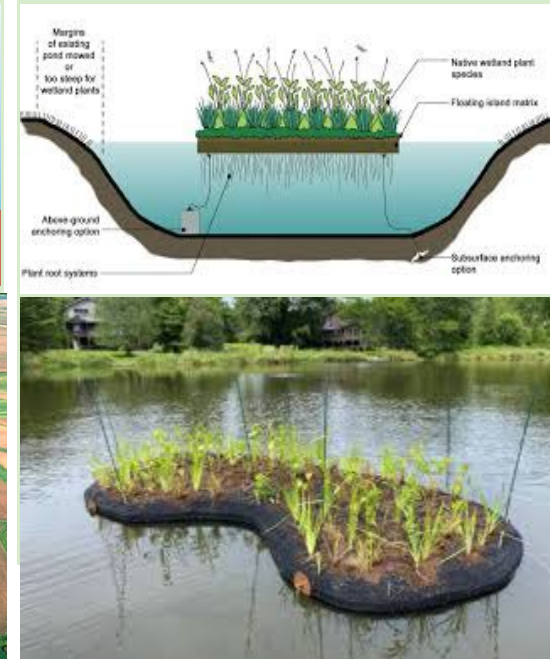 Margins
of existing
pond mowed
or
too steep for
wetland plants
Native wetland plant
species
Floating island matrix
Above ground
anchoring option
Plant root systems
Subsurface anchoring
option